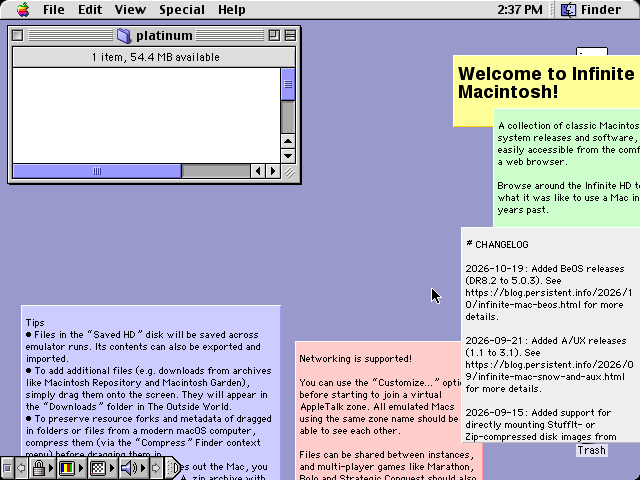 File Edit View Special Help 2:37 PM Finder
platinum
1 item, 54.4 MB available
Welcome to Infinite
Macintosh!
A collection of classic Macintos
system releases and software,
easily accessible from the comf
a web browser.
Browse around the Infinite HD to
what it was like to use a Mac in
years past.
# CHANGELOG
2026-10-19: Added BeOS releases
(DR8.2 to 5.0.3). See
https://blog.persistent.info/2026/1
0/infinite-mac-beos.html for more
details.
2026-09-21: Added A/UX releases
(1.1 to 3.1). See
https://blog.persistent.info/2026/0
9/infinite-mac-snow-and-aux.html
for more details.
2026-09-15: Added support for
directly mounting StuffIt- or
Zip-compressed disk images from
Trash
Tips
● Files in the “Saved HD” disk will be saved across
emulator runs. Its contents can also be exported and
imported.
● To add additional files (e.g. downloads from archives
like Macintosh Repository and Macintosh Garden),
simply drag them onto the screen. They will appear
in the “Downloads” folder in The Outside World.
● To preserve resource forks and metadata of dragged
in folders or files from a modern macOS computer,
compress them (via the “Compress” Finder context
menu) before dragging them in.
es out the Mac, you
A .zip archive with
Networking is supported!
You can use the “Customize...” optio
before starting to join a virtual
AppleTalk zone. All emulated Macs
using the same zone name should be
able to see each other.
Files can be shared between instances,
and multi-player games like Marathon,
Bolo and Strategic Conquest should also